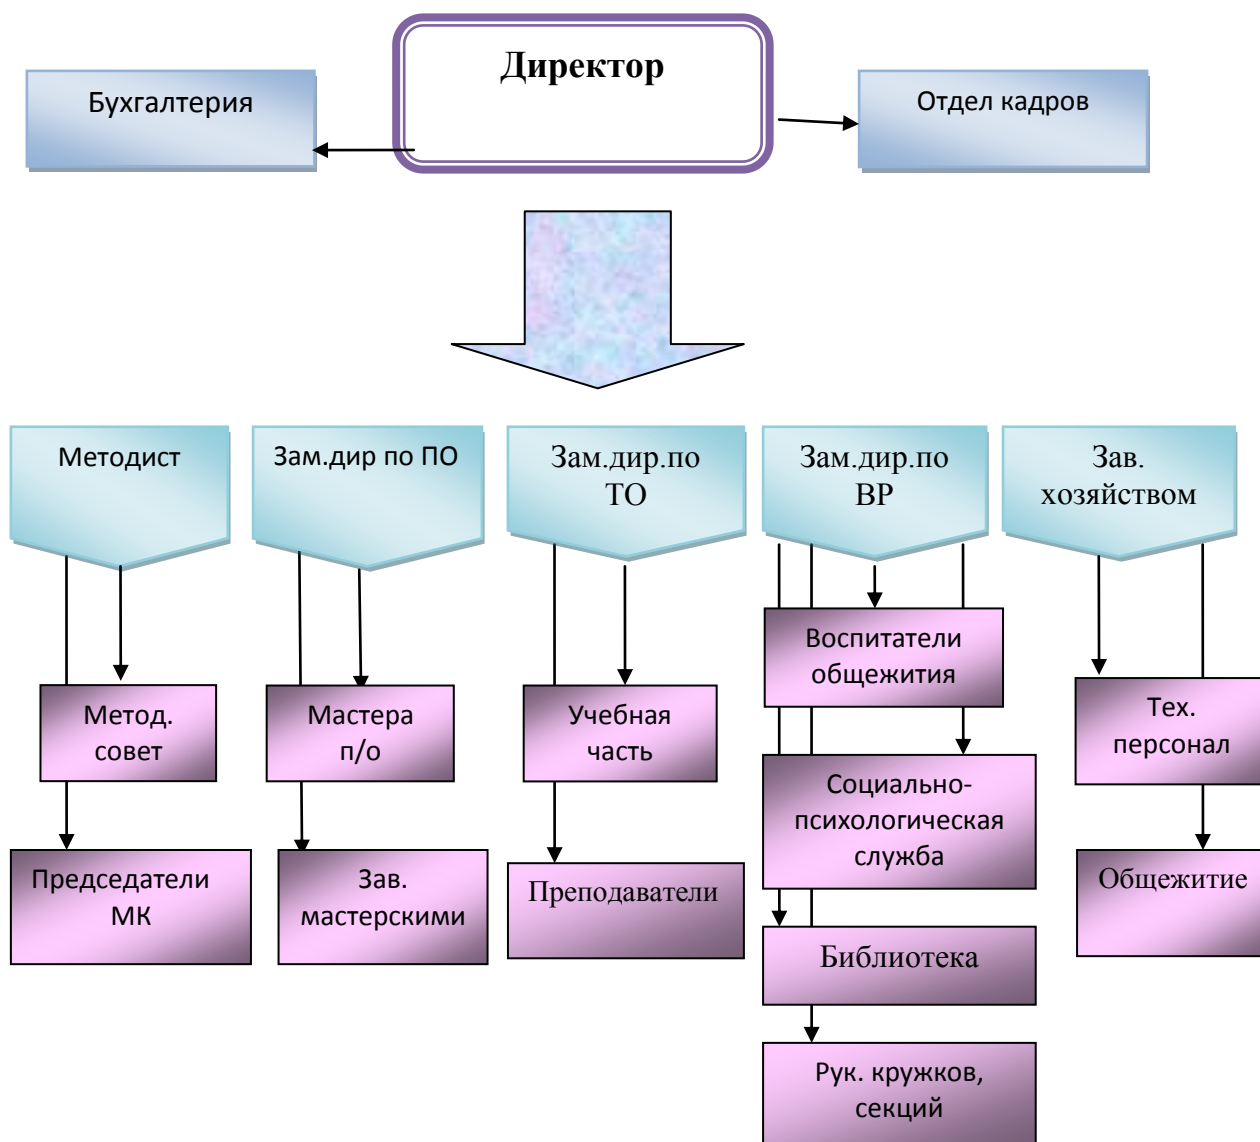 Директор
Бухгалтерия
Отдел кадров
Методист
Зам.дир по ПО
Зам.дир.по
ТО
Зам.дир.по
ВР
Зав.
хозяйством
Метод.
совет
Председатели
МК
Мастера
п/о
Зав.
мастерскими
Учебная
часть
Преподаватели
Воспитатели
общежития
Социально-
психологическая
служба
Библиотека
Рук. кружков,
секций
Тех.
персонал
Общежитие